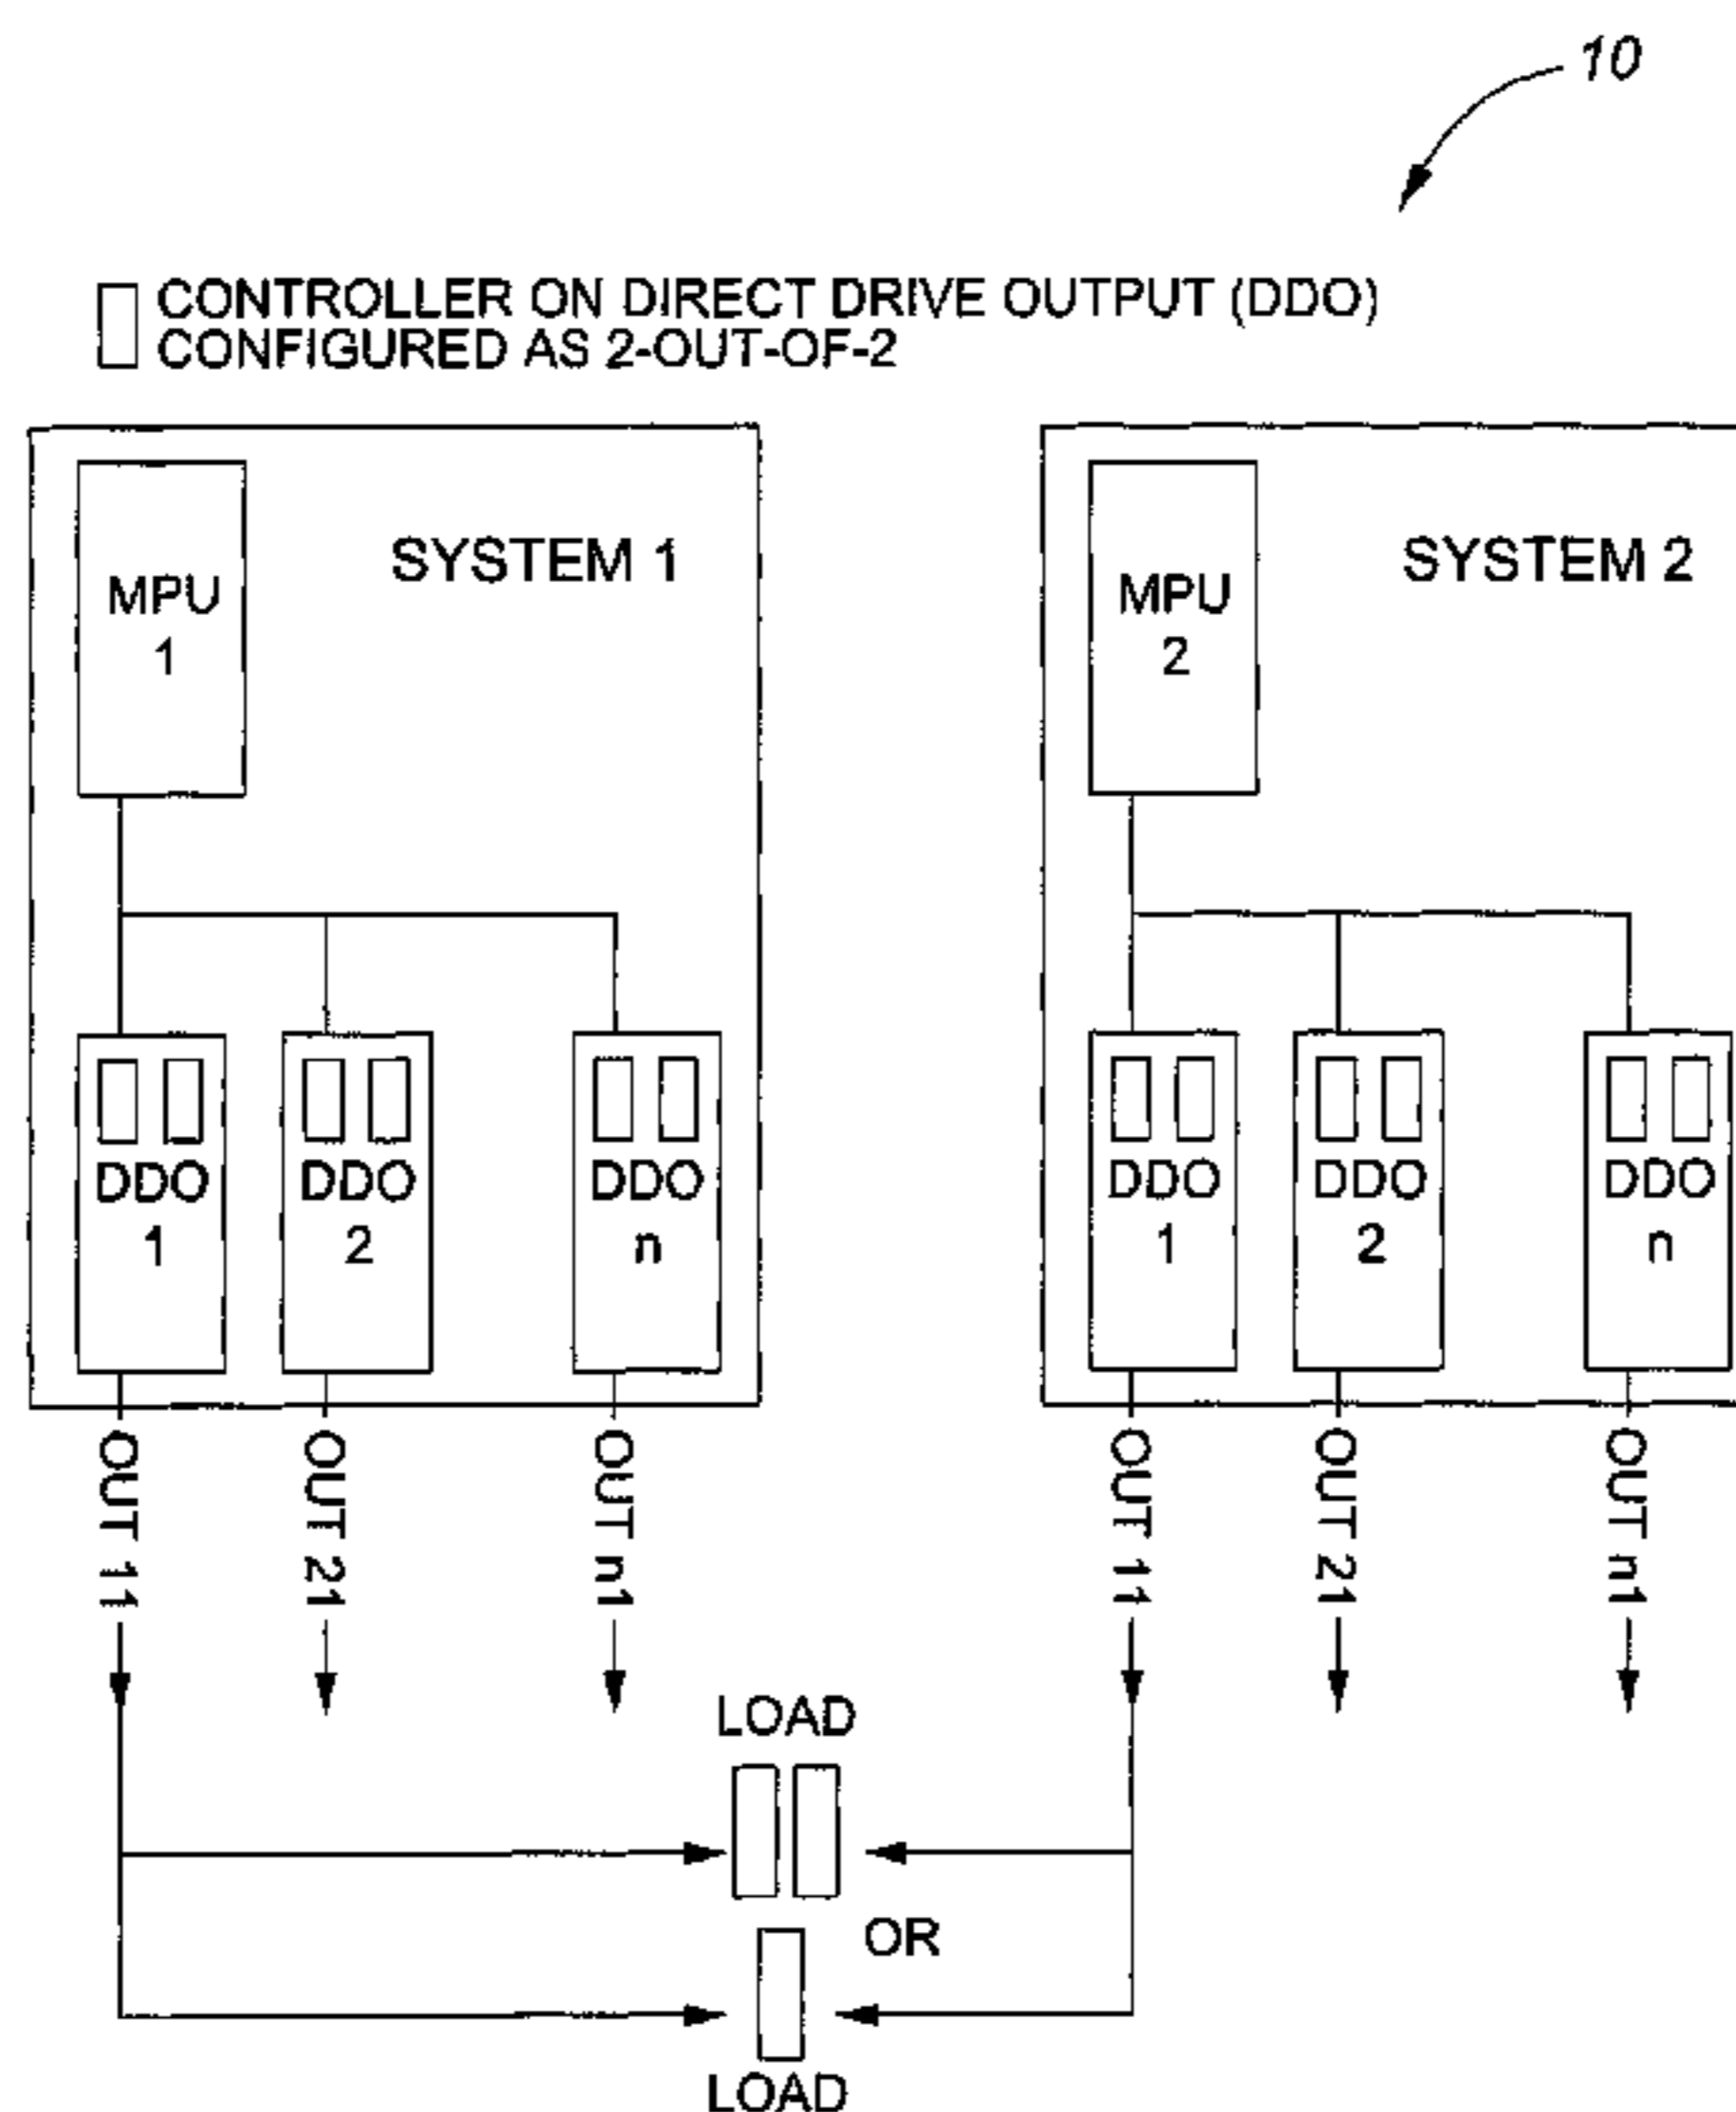 10
CONTROLLER ON DIRECT DRIVE OUTPUT (DDO)
CONFIGURED AS 2-OUT-OF-2
SYSTEM 1
MPU
1
DDO
1
DDO
2
DDO
n
OUT 11
OUT 21
OUT n1
SYSTEM 2
MPU
2
DDO
1
DDO
2
DDO
n
OUT 11
OUT 21
OUT n1
LOAD
OR
LOAD